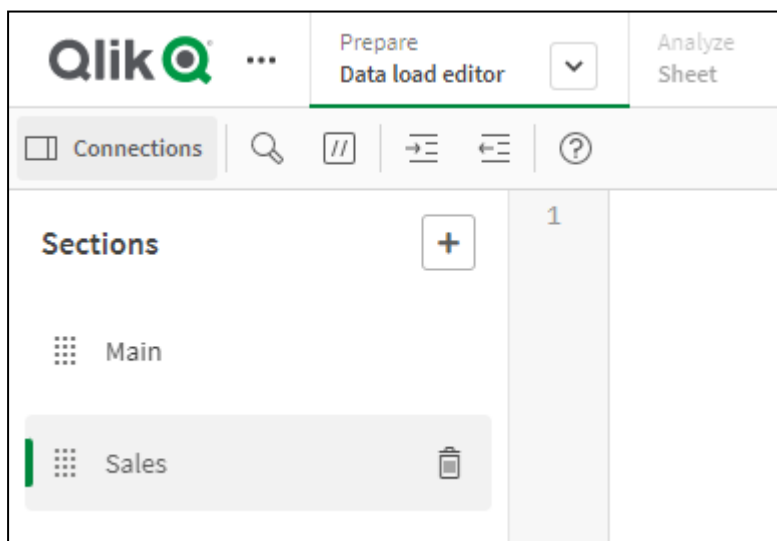 Qlik
Prepare
Data load editor
Analyze
Sheet
Connections
//
Sections
1
Main
Sales